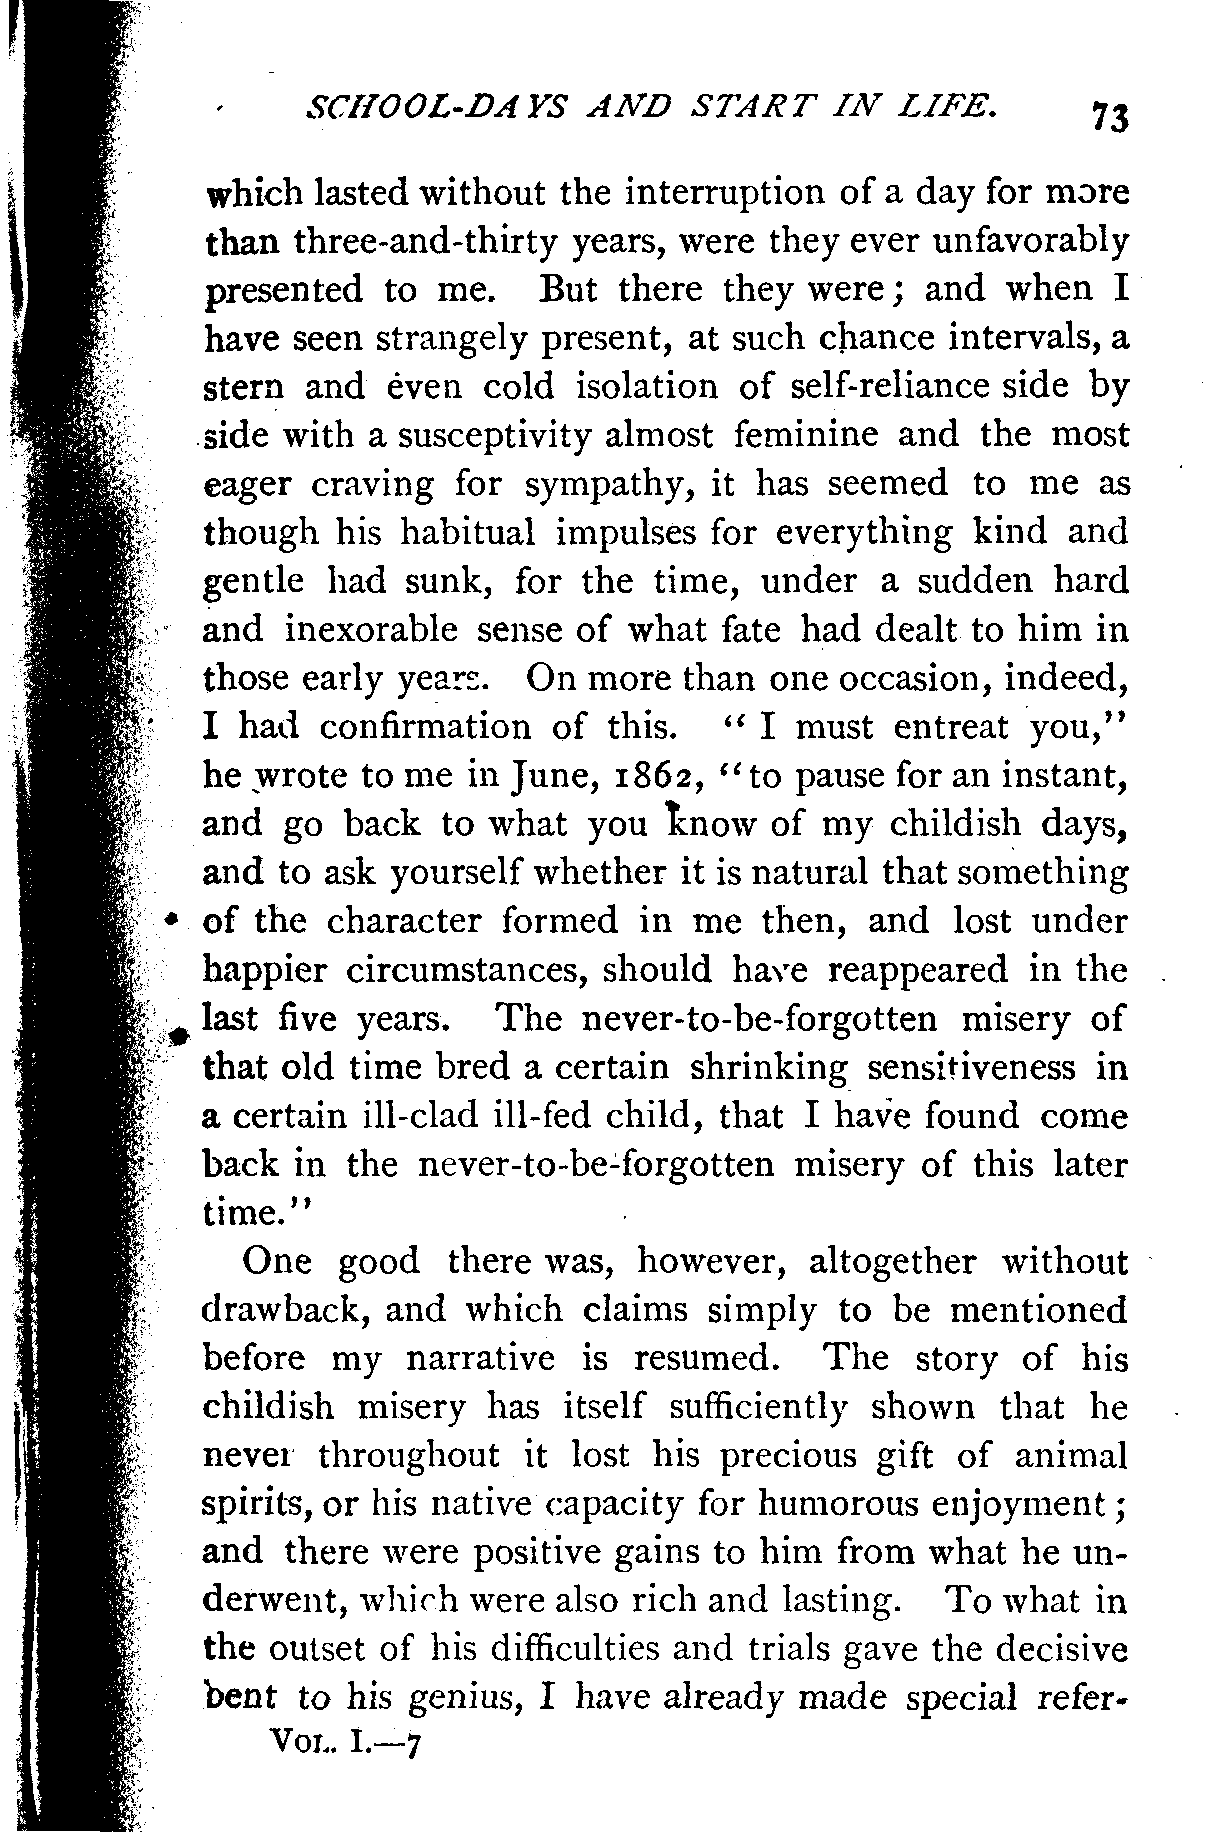 SCHOOL-DAYS AND START IN LIFE. 73
which lasted without the interruption of a day for more
than three-and-thirty years, were they ever unfavorably
presented to me. But there they were; and when I
have seen strangely present, at such chance intervals, a
stern and even cold isolation of self-reliance side by
side with a susceptivity almost feminine and the most
eager craving for sympathy, it has seemed to me as
though his habitual impulses for everything kind and
gentle had sunk, for the time, under a sudden hard
and inexorable sense of what fate had dealt to him in
those early years. On more than one occasion, indeed,
I had confirmation of this. “I must entreat you,”
he wrote to me in June, 1862, “to pause for an instant,
and go back to what you know of my childish days,
and to ask yourself whether it is natural that something
of the character formed in me then, and lost under
happier circumstances, should have reappeared in the
last five years. The never-to-be-forgotten misery of
that old time bred a certain shrinking sensitiveness in
a certain ill-clad ill-fed child, that I have found come
back in the never-to-be-forgotten misery of this later
time.”
One good there was, however, altogether without
drawback, and which claims simply to be mentioned
before my narrative is resumed. The story of his
childish misery has itself sufficiently shown that he
never throughout it lost his precious gift of animal
spirits, or his native capacity for humorous enjoyment;
and there were positive gains to him from what he un-
derwent, which were also rich and lasting. To what in
the outset of his difficulties and trials gave the decisive
bent to his genius, I have already made special refer-
VOL. I.—7